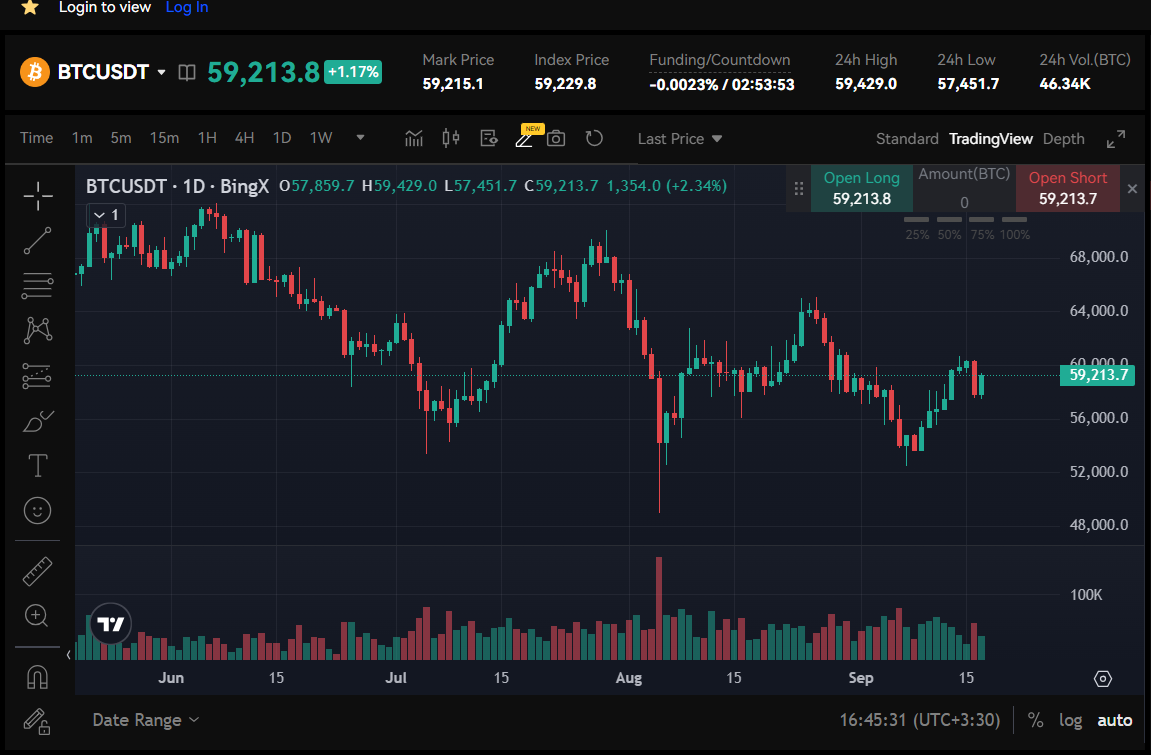 Login to view Log In
BTCUSDT 59,213.8 +1.17%
Mark Price
59,215.1
Index Price
59,229.8
Funding/Countdown
-0.0023% / 02:53:53
24h High
59,429.0
24h Low
57,451.7
24h Vol.(BTC)
46.34K
Time 1m 5m 15m 1H 4H 1D 1W NEW Last Price Standard TradingView Depth
BTCUSDT · 1D · BingX O57,859.7 H59,429.0 L57,451.7 C59,213.7 1,354.0 (+2.34%)
1
Open Long
59,213.8
Amount(BTC)
0
Open Short
59,213.7
25% 50% 75% 100%
68,000.0
64,000.0
60,000.0
59,213.7
56,000.0
52,000.0
48,000.0
100K
Jun 15 Jul 15 Aug 15 Sep 15
Date Range 16:45:31 (UTC+3:30) % log auto